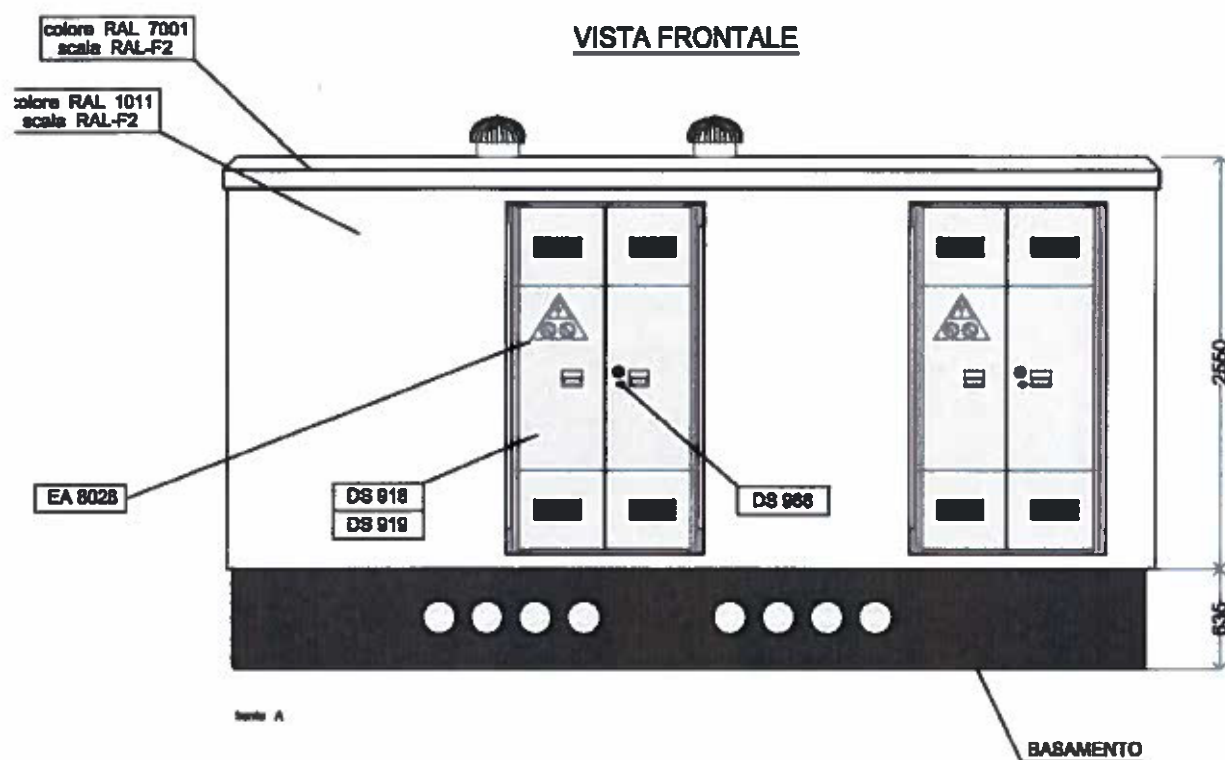 VISTA FRONTALE
colore RAL 7001
scala RAL-F2
colore RAL 1011
scala RAL-F2
2550
EA 8028
DS 918
DS 919
DS 988
635
fronte A
BASAMENTO